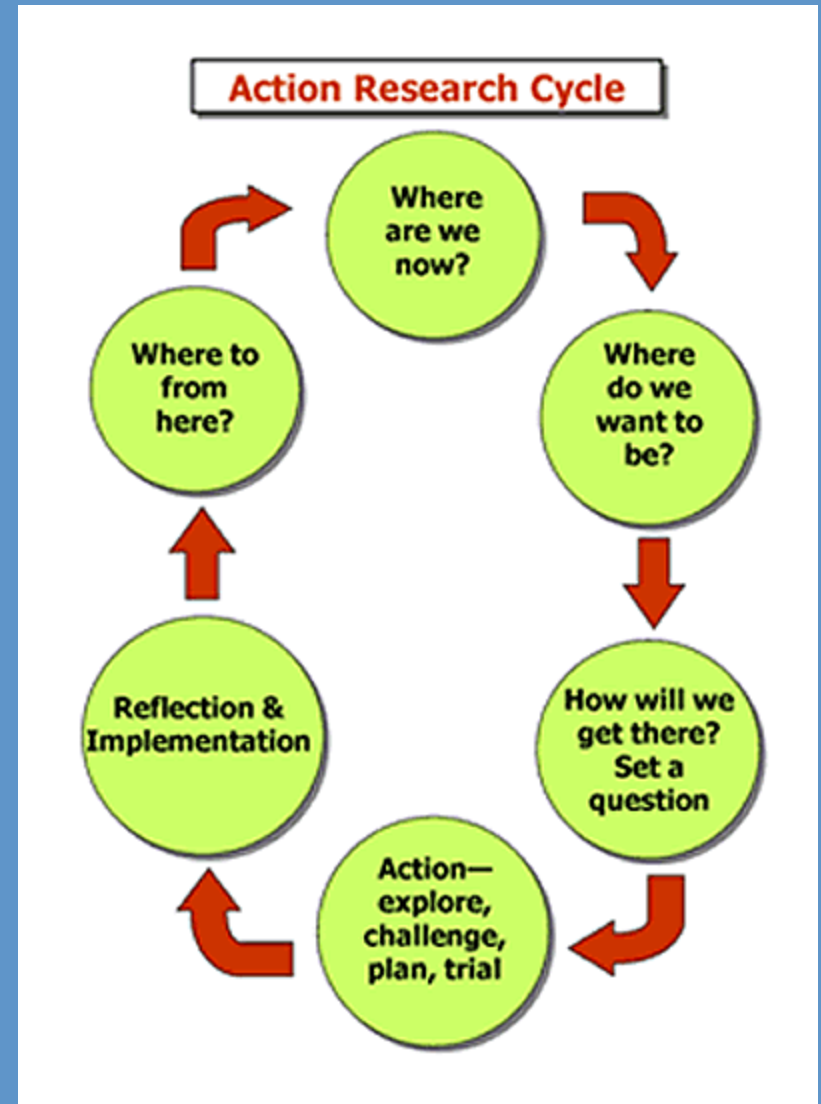 Action Research Cycle
Where
are we
now?
Where
do we
want to
be?
How will we
get there?
Set a
question
Action—
explore,
challenge,
plan, trial
Reflection &
Implementation
Where to
from
here?